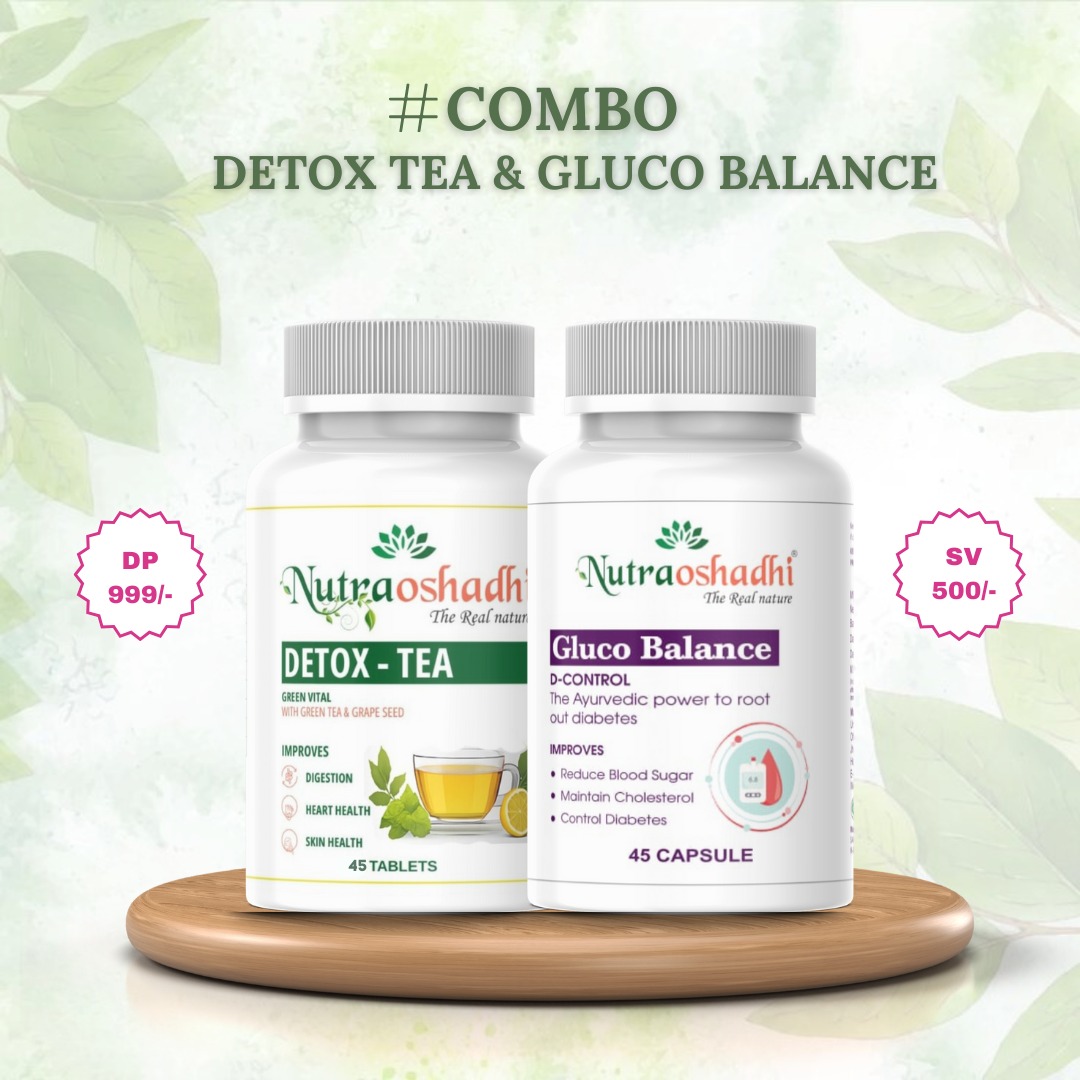 #COMBO
DETOX TEA & GLUCO BALANCE
DP
999/-
SV
500/-
Nutraoshadhi
The Real nature
DETOX - TEA
GREEN VITAL
WITH GREEN TEA & GRAPE SEED
IMPROVES
DIGESTION
HEART HEALTH
SKIN HEALTH
45 TABLETS
Nutraoshadhi®
The Real nature
Gluco Balance
D-CONTROL
The Ayurvedic power to root
out diabetes
IMPROVES
• Reduce Blood Sugar
• Maintain Cholesterol
• Control Diabetes
45 CAPSULE